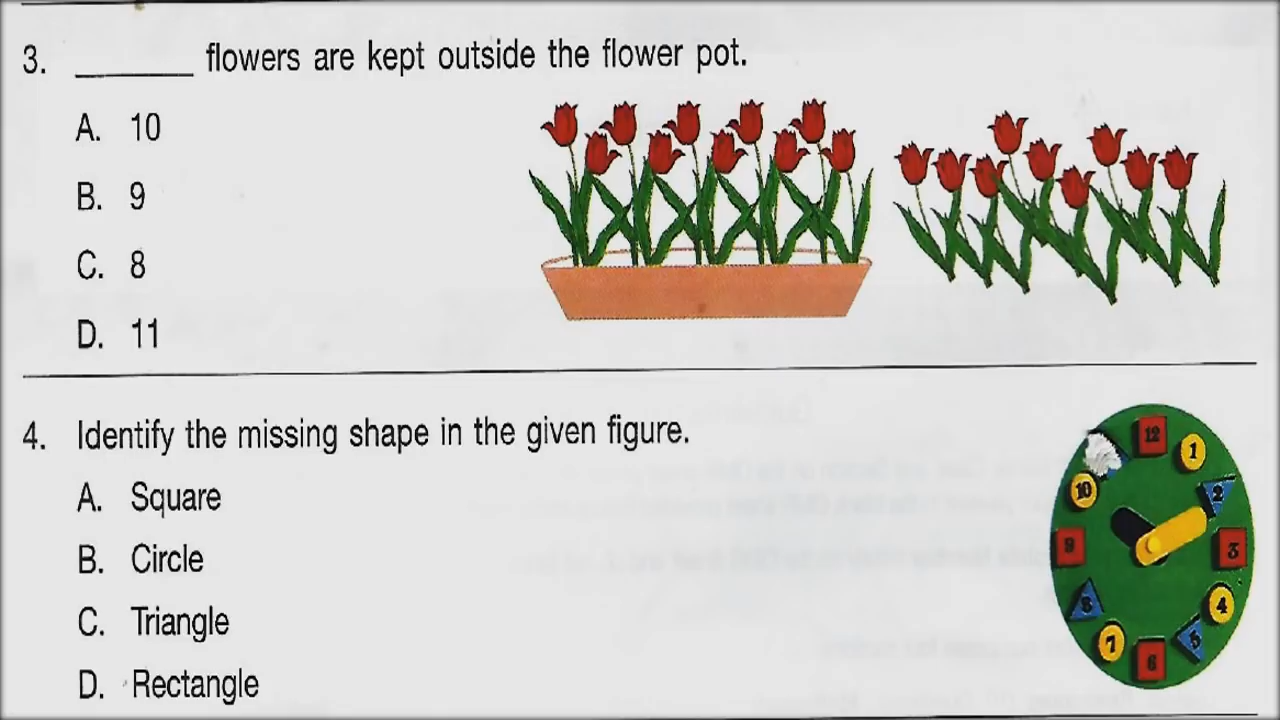 3. ______ flowers are kept outside the flower pot.
A. 10
B. 9
C. 8
D. 11
4. Identify the missing shape in the given figure.
A. Square
B. Circle
C. Triangle
D. Rectangle
12
1
2
3
4
5
6
7
8
9
10